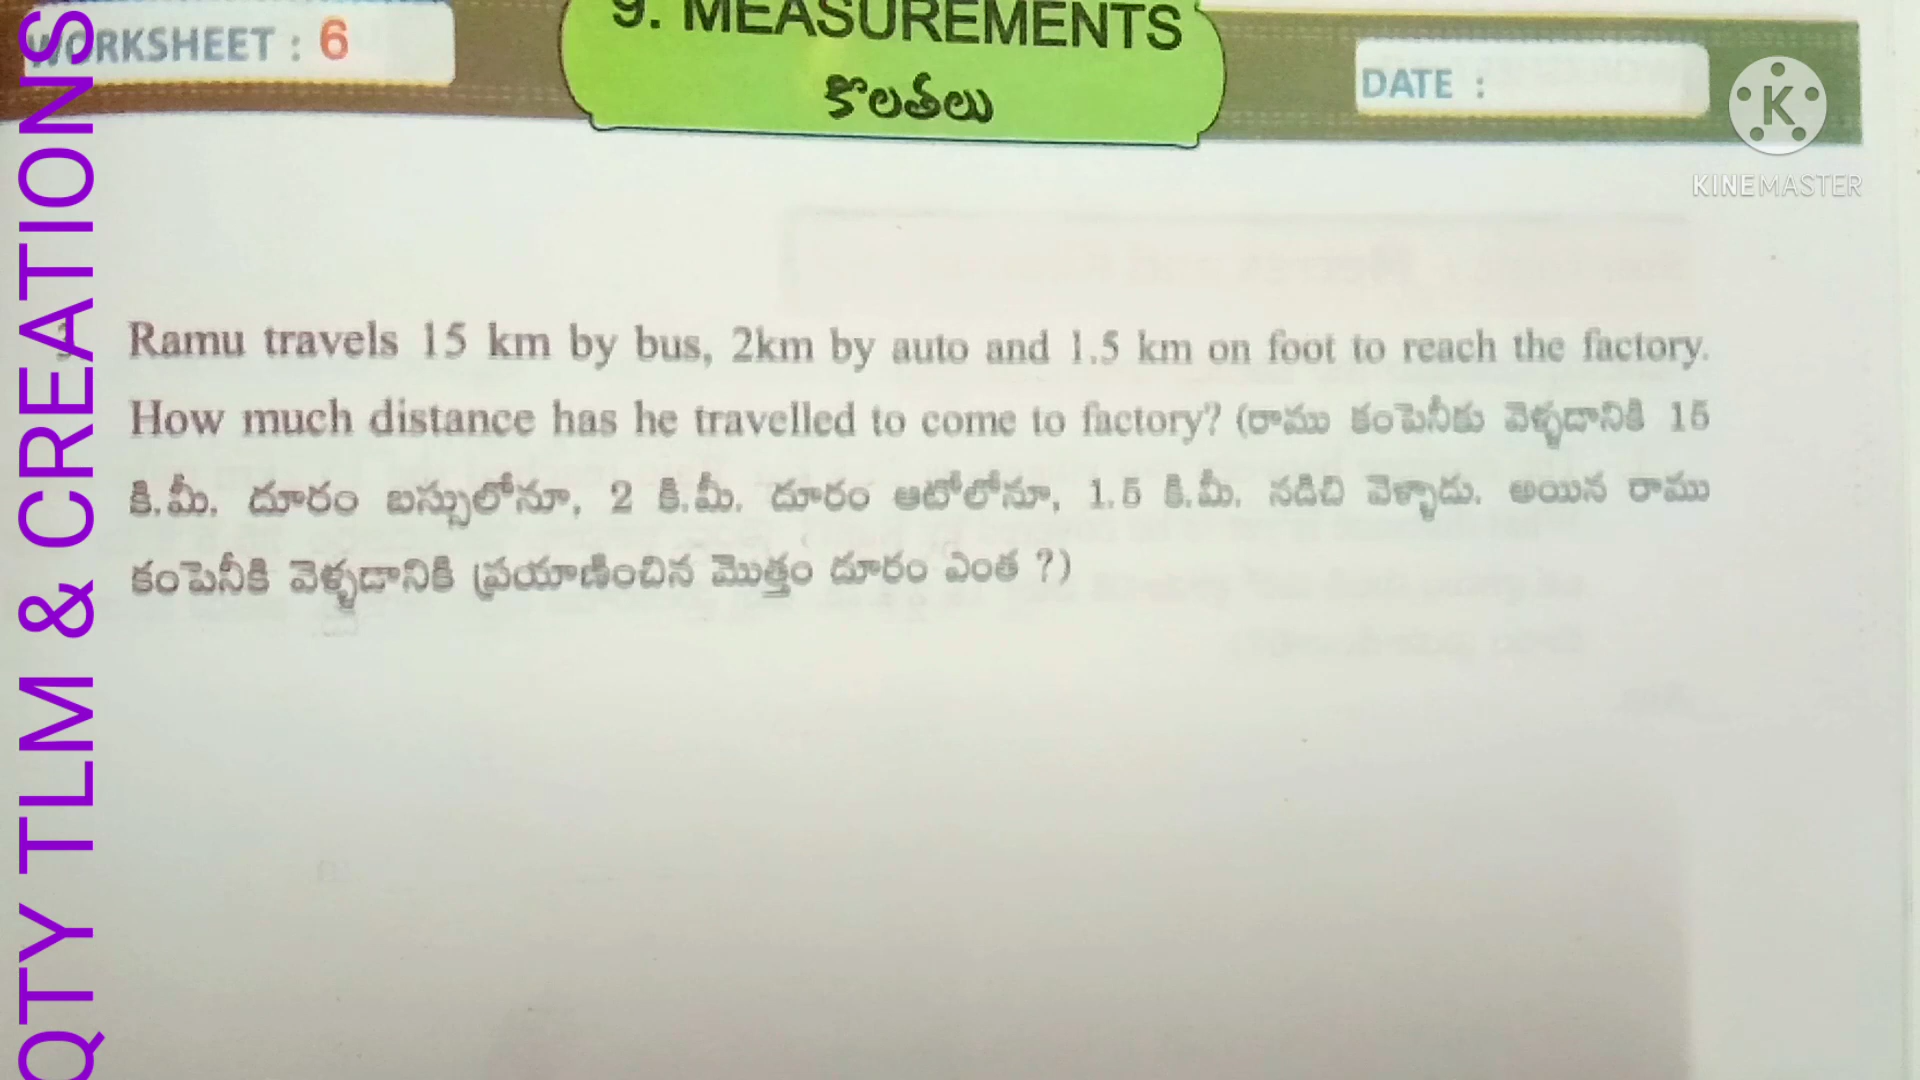 WORKSHEET : 6
9. MEASUREMENTS
కొలతలు
DATE :
KINEMASTER
QTY TLM & CREATIONS
3 Ramu travels 15 km by bus, 2km by auto and 1.5 km on foot to reach the factory.
How much distance has he travelled to come to factory? (రాము కంపెనీకు వెళ్ళడానికి 15
కి.మీ. దూరం బస్సులోనూ, 2 కి.మీ. దూరం ఆటోలోనూ, 1.5 కి.మీ. నడిచి వెళ్ళాడు. అయిన రాము
కంపెనీకి వెళ్ళడానికి ప్రయాణించిన మొత్తం దూరం ఎంత ?)